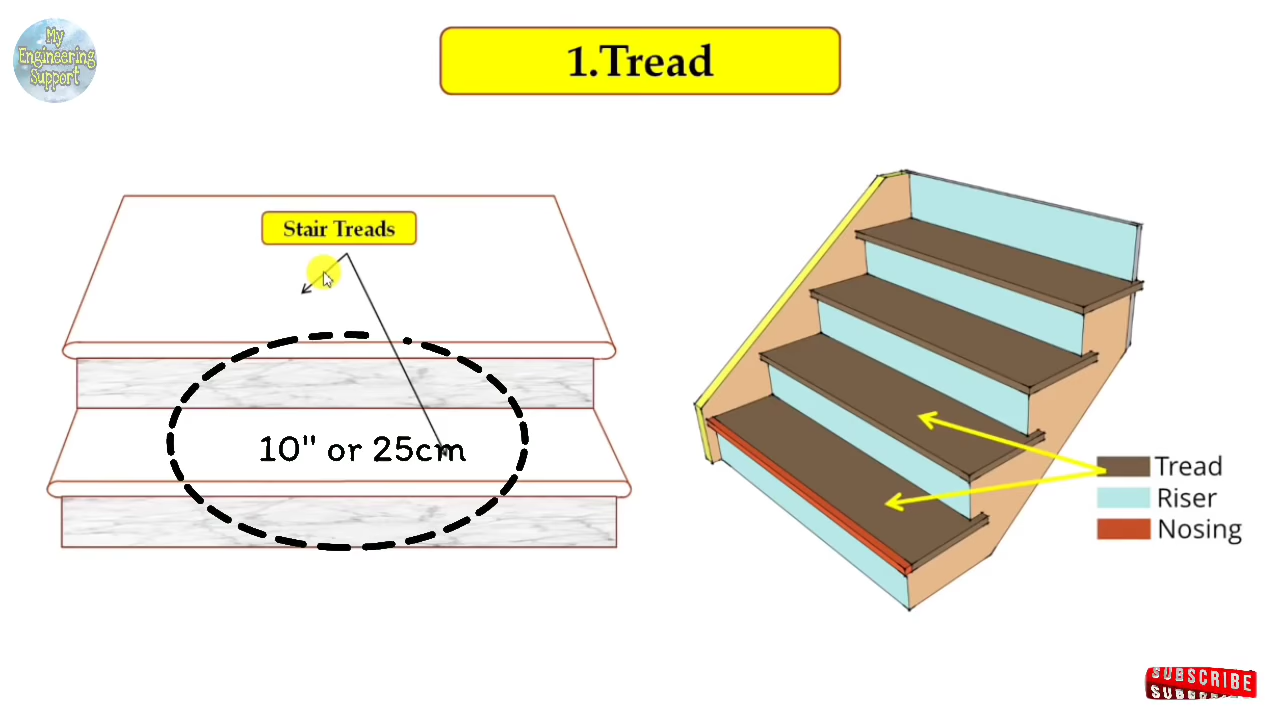 My
Engineering
Support
1.Tread
Stair Treads
10" or 25cm
Tread
Riser
Nosing
SUBSCRIBE